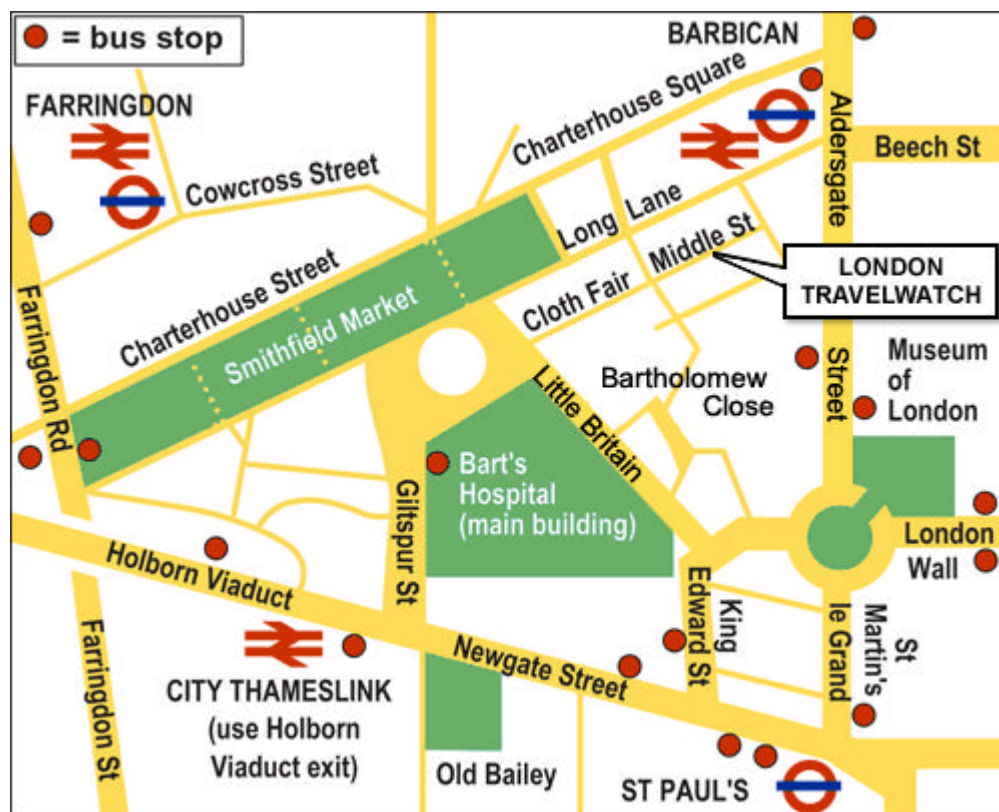 = bus stop
BARBICAN
FARRINGDON
Charterhouse Square
Aldersgate
Beech St
Cowcross Street
Long Lane
Middle St
LONDON
TRAVELWATCH
Charterhouse Street
Cloth Fair
Smithfield Market
Farringdon Rd
Street
Museum
of
London
Bartholomew
Close
Little Britain
Bart's
Hospital
(main building)
Giltspur St
London
Wall
Holborn Viaduct
King
Edward St
St
Martin's
le Grand
Farringdon St
Newgate Street
CITY THAMESLINK
(use Holborn
Viaduct exit)
Old Bailey
ST PAUL'S